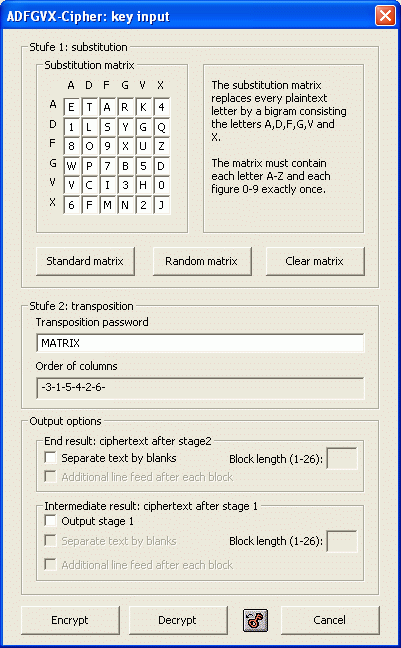 ADFGVX-Cipher: key input
Stufe 1: substitution
Substitution matrix
A D F G V X
A E T A R K 4
D 1 L S Y G Q
F 8 O 9 X U Z
G W P 7 B 5 D
V V C I 3 H 0
X 6 F M N 2 J
The substitution matrix
replaces every plaintext
letter by a bigram consisting
the letters A,D,F,G,V and
X.
The matrix must contain
each letter A-Z and each
figure 0-9 exactly once.
Standard matrix Random matrix Clear matrix
Stufe 2: transposition
Transposition password
MATRIX
Order of columns
-3-1-5-4-2-6-
Output options
End result: ciphertext after stage2
Separate text by blanks Block length (1-26):
Additional line feed after each block
Intermediate result: ciphertext after stage 1
Output stage 1
Separate text by blanks Block length (1-26):
Additional line feed after each block
Encrypt Decrypt Cancel